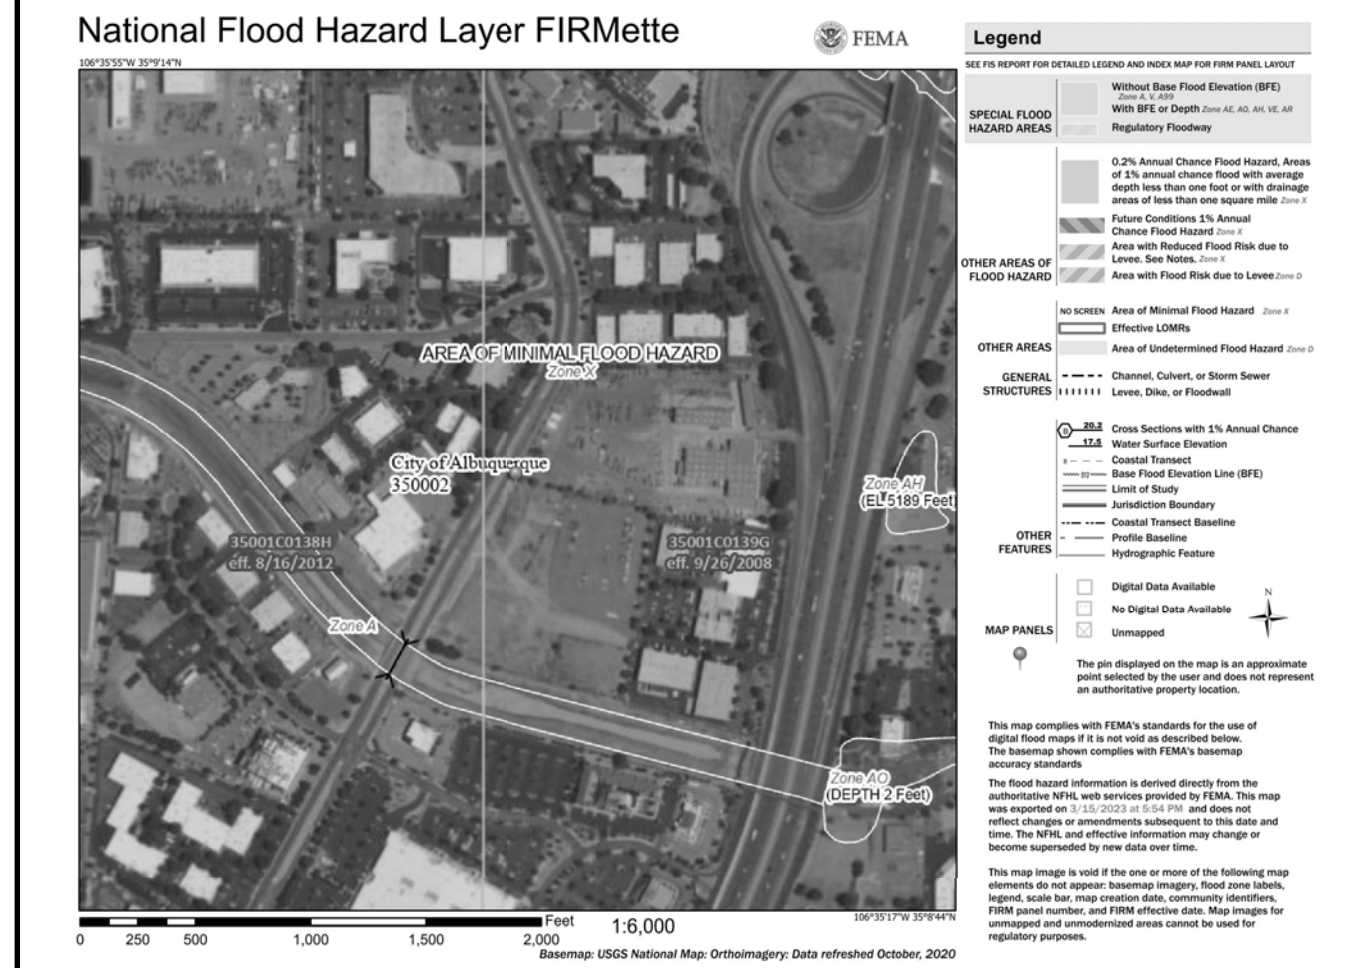 National Flood Hazard Layer FIRMette
FEMA
106°35'55"W 35°9'14"N
AREA OF MINIMAL FLOOD HAZARD
Zone X
City of Albuquerque
350002
Zone AH
(EL 5189 Feet)
35001C0138H
eff. 8/16/2012
35001C0139G
eff. 9/26/2008
Zone A
Zone AO
(DEPTH 2 Feet)
106°35'17"W 35°8'44"N
Feet
1:6,000
0 250 500 1,000 1,500 2,000
Basemap: USGS National Map: Orthoimagery: Data refreshed October, 2020
Legend
SEE FIS REPORT FOR DETAILED LEGEND AND INDEX MAP FOR FIRM PANEL LAYOUT
SPECIAL FLOOD
HAZARD AREAS
Without Base Flood Elevation (BFE)
Zone A, V, A99
With BFE or Depth Zone AE, AO, AH, VE, AR
Regulatory Floodway
0.2% Annual Chance Flood Hazard, Areas
of 1% annual chance flood with average
depth less than one foot or with drainage
areas of less than one square mile Zone X
Future Conditions 1% Annual
Chance Flood Hazard Zone X
Area with Reduced Flood Risk due to
Levee. See Notes. Zone X
Area with Flood Risk due to Levee Zone D
OTHER AREAS OF
FLOOD HAZARD
NO SCREEN Area of Minimal Flood Hazard Zone X
Effective LOMRs
OTHER AREAS
Area of Undetermined Flood Hazard Zone D
GENERAL
STRUCTURES
Channel, Culvert, or Storm Sewer
Levee, Dike, or Floodwall
B 20.2 Cross Sections with 1% Annual Chance
17.5 Water Surface Elevation
8 Coastal Transect
513 Base Flood Elevation Line (BFE)
Limit of Study
Jurisdiction Boundary
Coastal Transect Baseline
OTHER
FEATURES
Profile Baseline
Hydrographic Feature
Digital Data Available
No Digital Data Available
Unmapped
MAP PANELS
N
The pin displayed on the map is an approximate
point selected by the user and does not represent
an authoritative property location.
This map complies with FEMA's standards for the use of
digital flood maps if it is not void as described below.
The basemap shown complies with FEMA's basemap
accuracy standards
The flood hazard information is derived directly from the
authoritative NFHL web services provided by FEMA. This map
was exported on 3/15/2023 at 5:54 PM and does not
reflect changes or amendments subsequent to this date and
time. The NFHL and effective information may change or
become superseded by new data over time.
This map image is void if the one or more of the following map
elements do not appear: basemap imagery, flood zone labels,
legend, scale bar, map creation date, community identifiers,
FIRM panel number, and FIRM effective date. Map images for
unmapped and unmodernized areas cannot be used for
regulatory purposes.